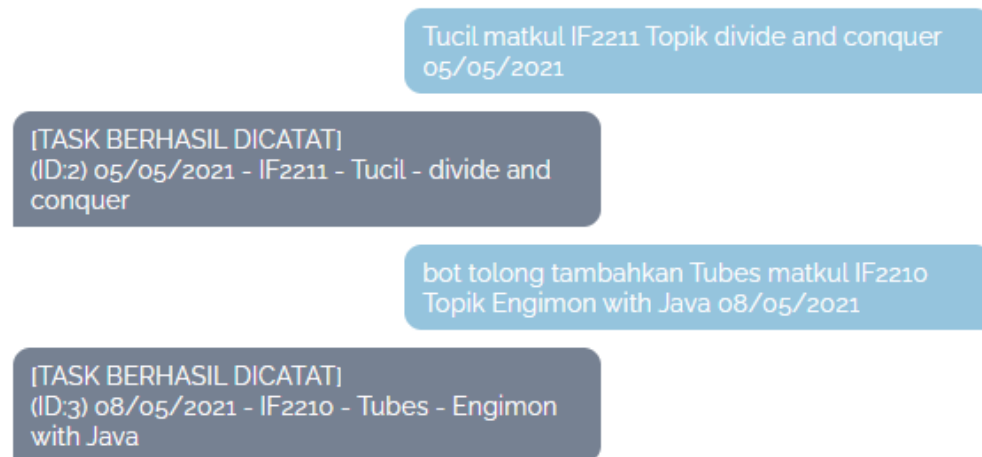 Tucil matkul IF2211 Topik divide and conquer
05/05/2021
[TASK BERHASIL DICATAT]
(ID:2) 05/05/2021 - IF2211 - Tucil - divide and
conquer
bot tolong tambahkan Tubes matkul IF2210
Topik Engimon with Java 08/05/2021
[TASK BERHASIL DICATAT]
(ID:3) 08/05/2021 - IF2210 - Tubes - Engimon
with Java